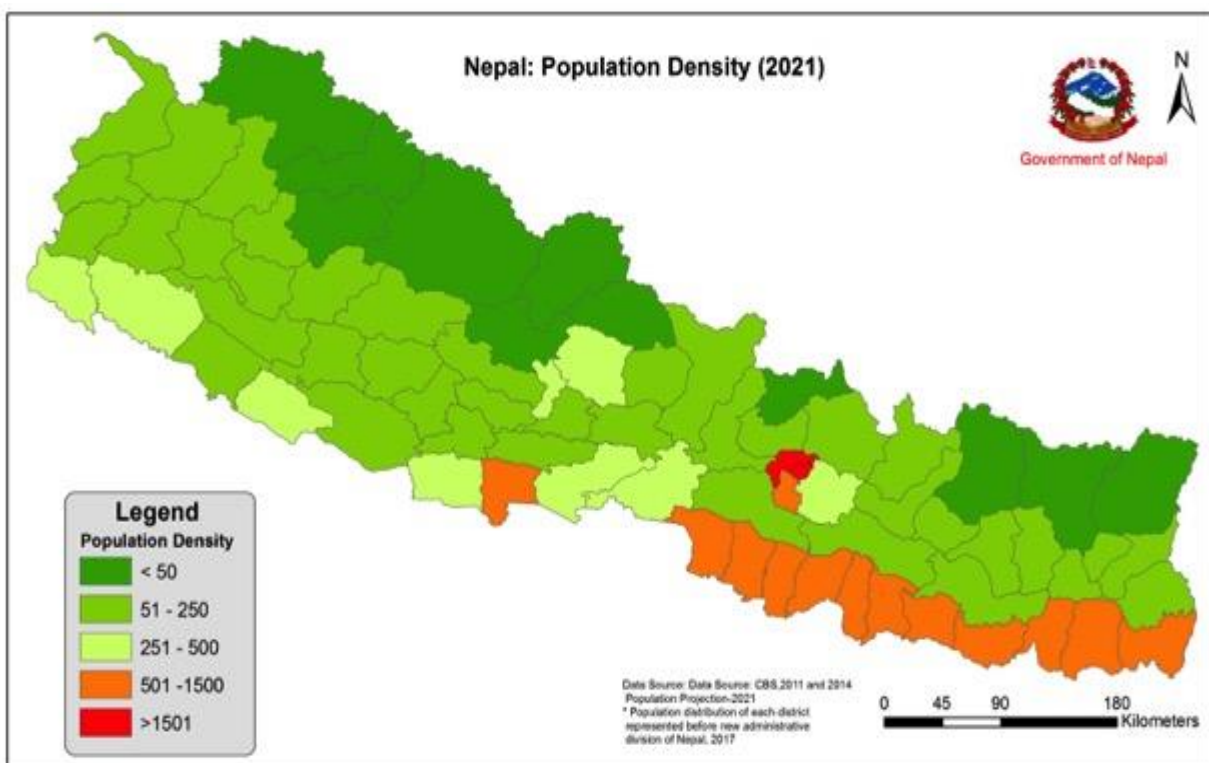 Nepal: Population Density (2021)
N
Government of Nepal
Legend
Population Density
< 50
51 - 250
251 - 500
501 -1500
>1501
Data Source: Data Source: CBS,2011 and 2014
Population Projection-2021
* Population distribution of each district
represented before new administrative
division of Nepal, 2017
0 45 90 180
Kilometers